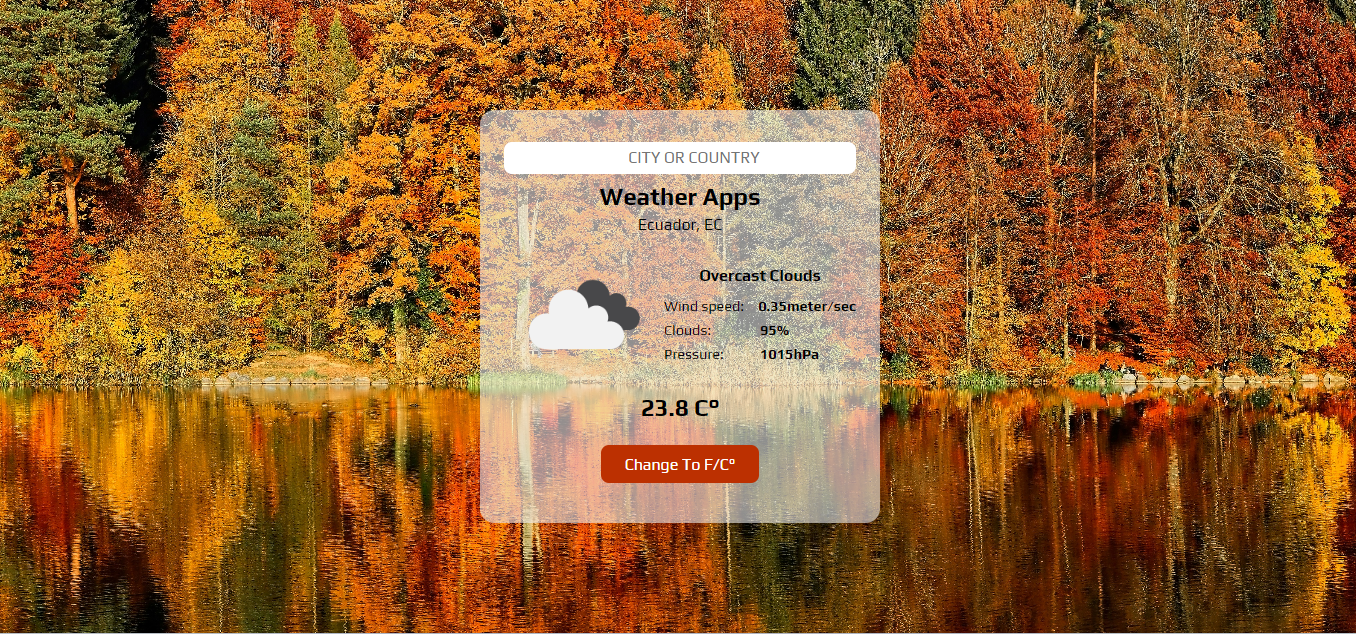 CITY OR COUNTRY
Weather Apps
Ecuador, EC
Overcast Clouds
Wind speed: 0.35meter/sec
Clouds: 95%
Pressure: 1015hPa
23.8 C°
Change To F/C°